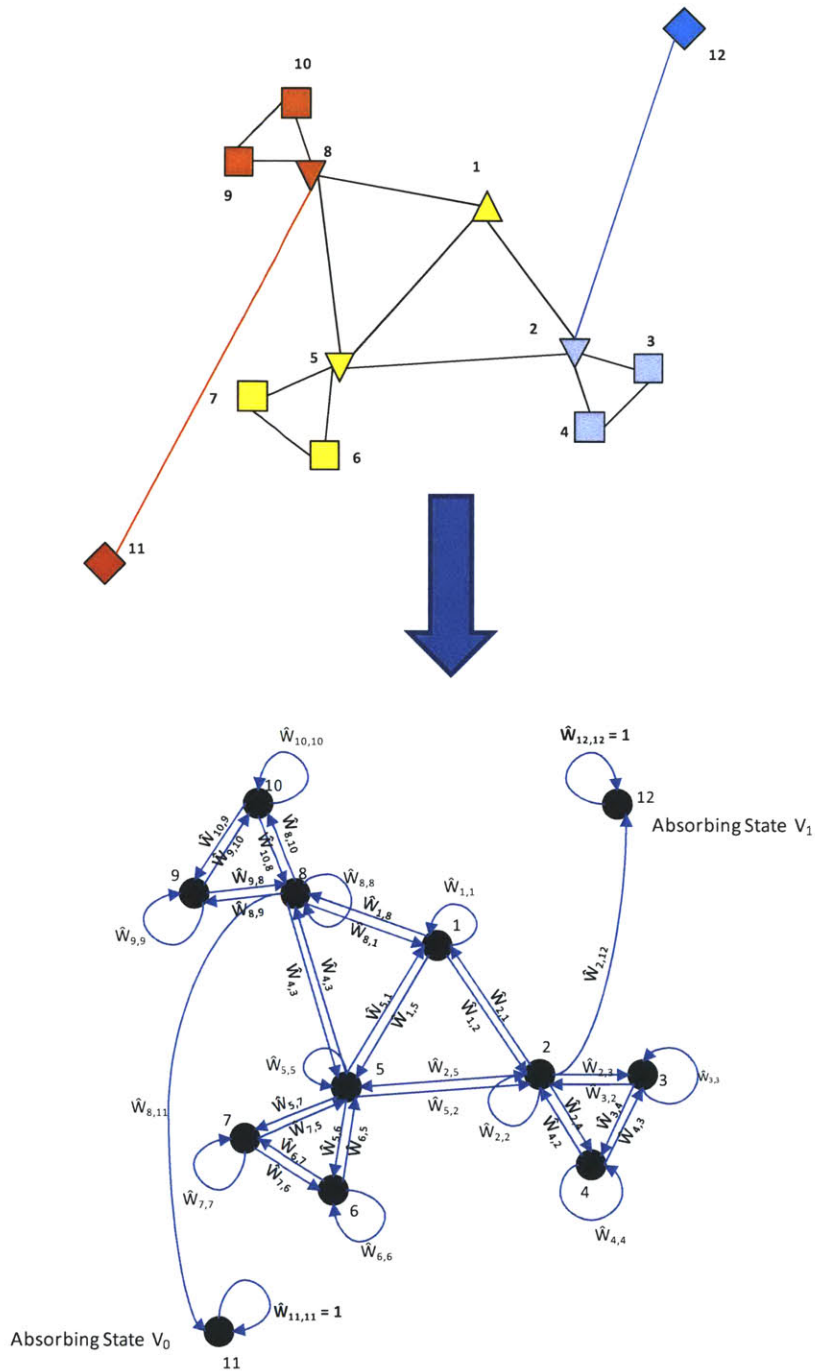 12
10
8
9
1
2
3
5
4
7
6
11
Ŵ10,10
Ŵ12,12 = 1
10
12
Absorbing State V1
Ŵ10,9
Ŵ9,10
Ŵ10,8
Ŵ8,10
9
Ŵ9,8
8
Ŵ8,8
Ŵ8,9
Ŵ1,8
Ŵ8,1
Ŵ1,1
1
Ŵ9,9
Ŵ4,3
Ŵ4,3
Ŵ5,1
Ŵ1,5
Ŵ2,1
Ŵ1,2
Ŵ2,12
Ŵ5,5
5
Ŵ2,5
Ŵ5,2
2
Ŵ2,3
Ŵ3,2
3
Ŵ3,3
Ŵ8,11
Ŵ5,7
Ŵ7,5
7
Ŵ5,6
Ŵ6,5
Ŵ2,2
Ŵ2,4
Ŵ4,2
Ŵ3,4
Ŵ4,3
Ŵ6,7
Ŵ7,6
Ŵ7,7
6
4
Ŵ6,6
Ŵ4,4
Ŵ11,11 = 1
Absorbing State V0
11